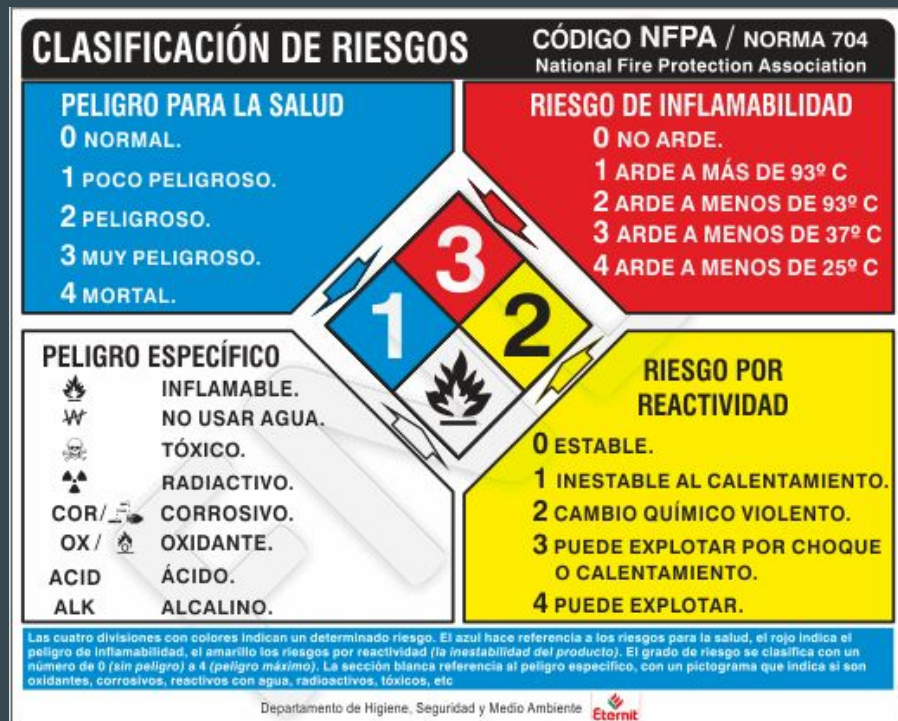 CLASIFICACIÓN DE RIESGOS
CÓDIGO NFPA / NORMA 704
National Fire Protection Association
PELIGRO PARA LA SALUD
0 NORMAL.
1 POCO PELIGROSO.
2 PELIGROSO.
3 MUY PELIGROSO.
4 MORTAL.
RIESGO DE INFLAMABILIDAD
0 NO ARDE.
1 ARDE A MÁS DE 93º C
2 ARDE A MENOS DE 93º C
3 ARDE A MENOS DE 37º C
4 ARDE A MENOS DE 25º C
3
1
2
PELIGRO ESPECÍFICO
INFLAMABLE.
W NO USAR AGUA.
TÓXICO.
RADIACTIVO.
COR/ CORROSIVO.
OX / OXIDANTE.
ACID ÁCIDO.
ALK ALCALINO.
RIESGO POR
REACTIVIDAD
0 ESTABLE.
1 INESTABLE AL CALENTAMIENTO.
2 CAMBIO QUÍMICO VIOLENTO.
3 PUEDE EXPLOTAR POR CHOQUE
O CALENTAMIENTO.
4 PUEDE EXPLOTAR.
Las cuatro divisiones con colores indican un determinado riesgo. El azul hace referencia a los riesgos para la salud, el rojo indica el
peligro de inflamabilidad, el amarillo los riesgos por reactividad (la inestabilidad del producto). El grado de riesgo se clasifica con un
número de 0 (sin peligro) a 4 (peligro máximo). La sección blanca referencia al peligro específico, con un pictograma que indica si son
oxidantes, corrosivos, reactivos con agua, radioactivos, tóxicos, etc
Departamento de Higiene, Seguridad y Medio Ambiente
Eternit